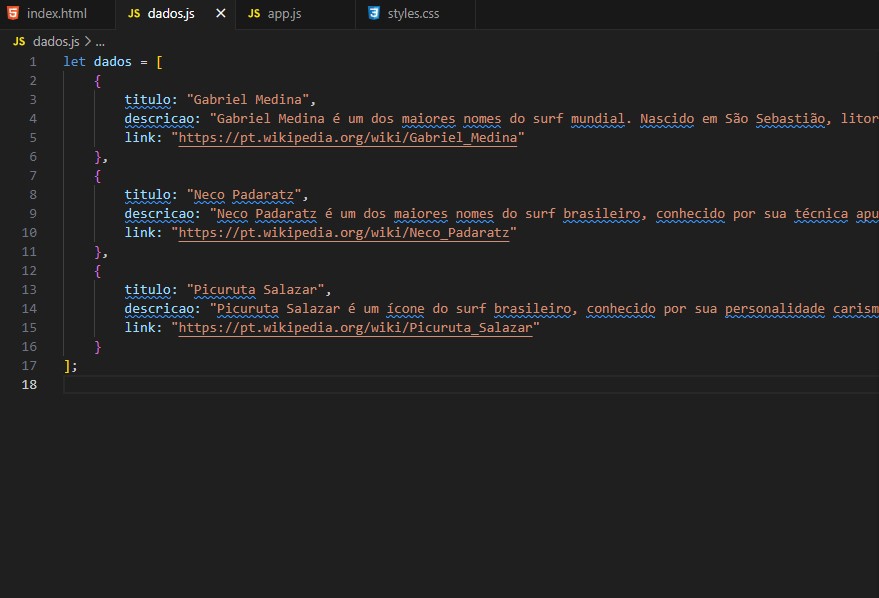 index.html JS dados.js × JS app.js styles.css
JS dados.js > ...
1 let dados = [
2 {
3 titulo: "Gabriel Medina",
4 descricao: "Gabriel Medina é um dos maiores nomes do surf mundial. Nascido em São Sebastião, litor
5 link: "https://pt.wikipedia.org/wiki/Gabriel_Medina"
6 },
7 {
8 titulo: "Neco Padaratz",
9 descricao: "Neco Padaratz é um dos maiores nomes do surf brasileiro, conhecido por sua técnica apu
10 link: "https://pt.wikipedia.org/wiki/Neco_Padaratz"
11 },
12 {
13 titulo: "Picuruta Salazar",
14 descricao: "Picuruta Salazar é um ícone do surf brasileiro, conhecido por sua personalidade carism
15 link: "https://pt.wikipedia.org/wiki/Picuruta_Salazar"
16 }
17 ];
18